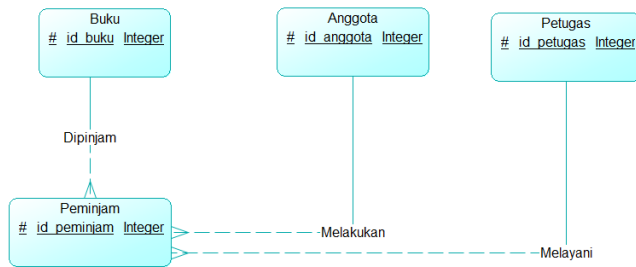 Buku
# id_buku Integer
Anggota
# id_anggota Integer
Petugas
# id_petugas Integer
Dipinjam
Peminjam
# id_peminjam Integer
Melakukan
Melayani